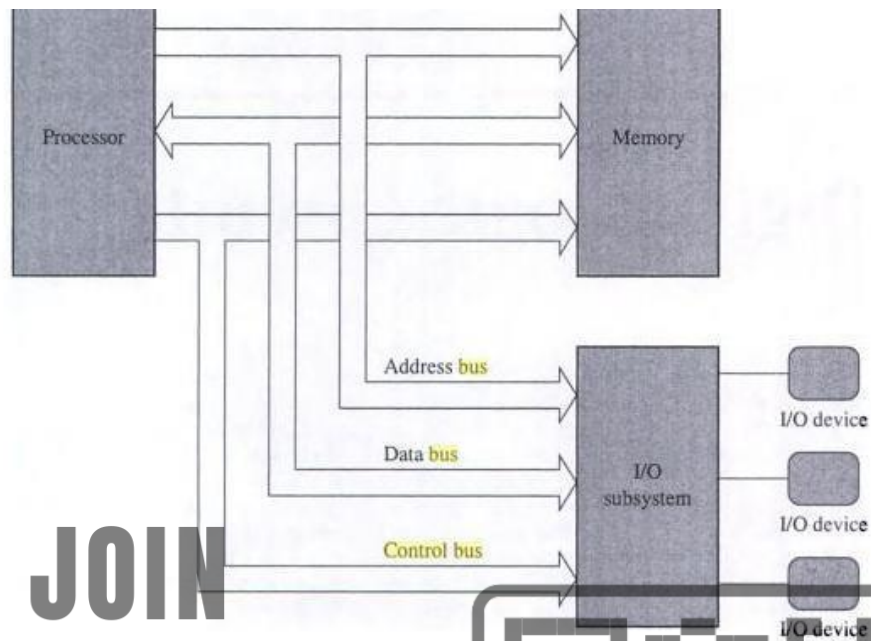 Processor
Memory
Address bus
I/O device
Data bus
I/O
subsystem
I/O device
Control bus
JOIN
I/O device